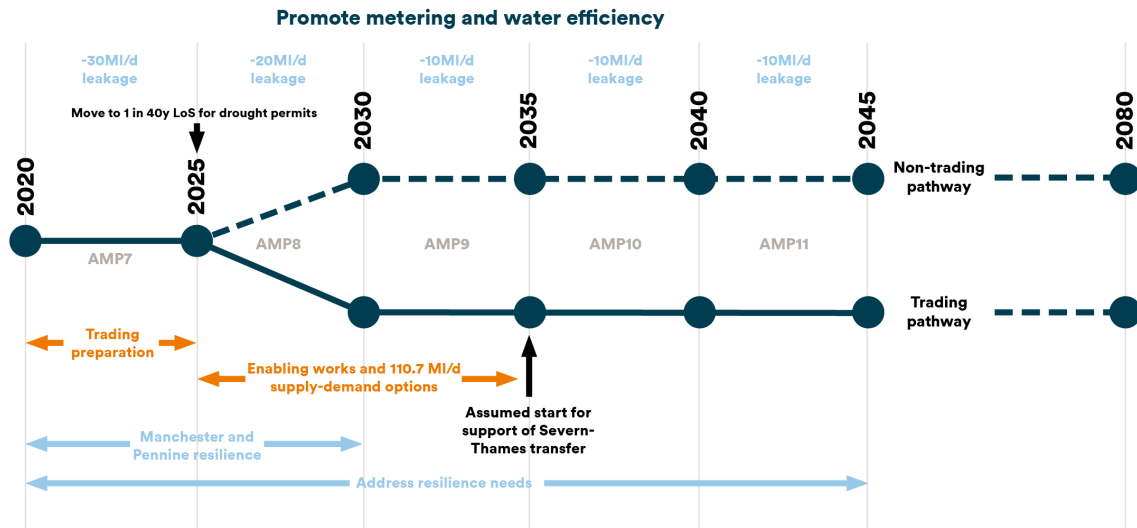 Promote metering and water efficiency
-30Ml/d
leakage
-20Ml/d
leakage
-10Ml/d
leakage
-10Ml/d
leakage
-10Ml/d
leakage
Move to 1 in 40y LoS for drought permits
2020
2025
2030
2035
2040
2045
2080
Non-trading
pathway
AMP7
AMP8
AMP9
AMP10
AMP11
Trading
pathway
Trading
preparation
Enabling works and 110.7 Ml/d
supply-demand options
Assumed start for
support of Severn-
Thames transfer
Manchester and
Pennine resilience
Address resilience needs